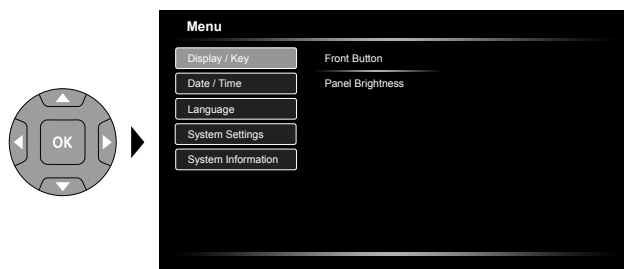 Menu
Display / Key
Front Button
Date / Time
Panel Brightness
Language
System Settings
System Information
OK